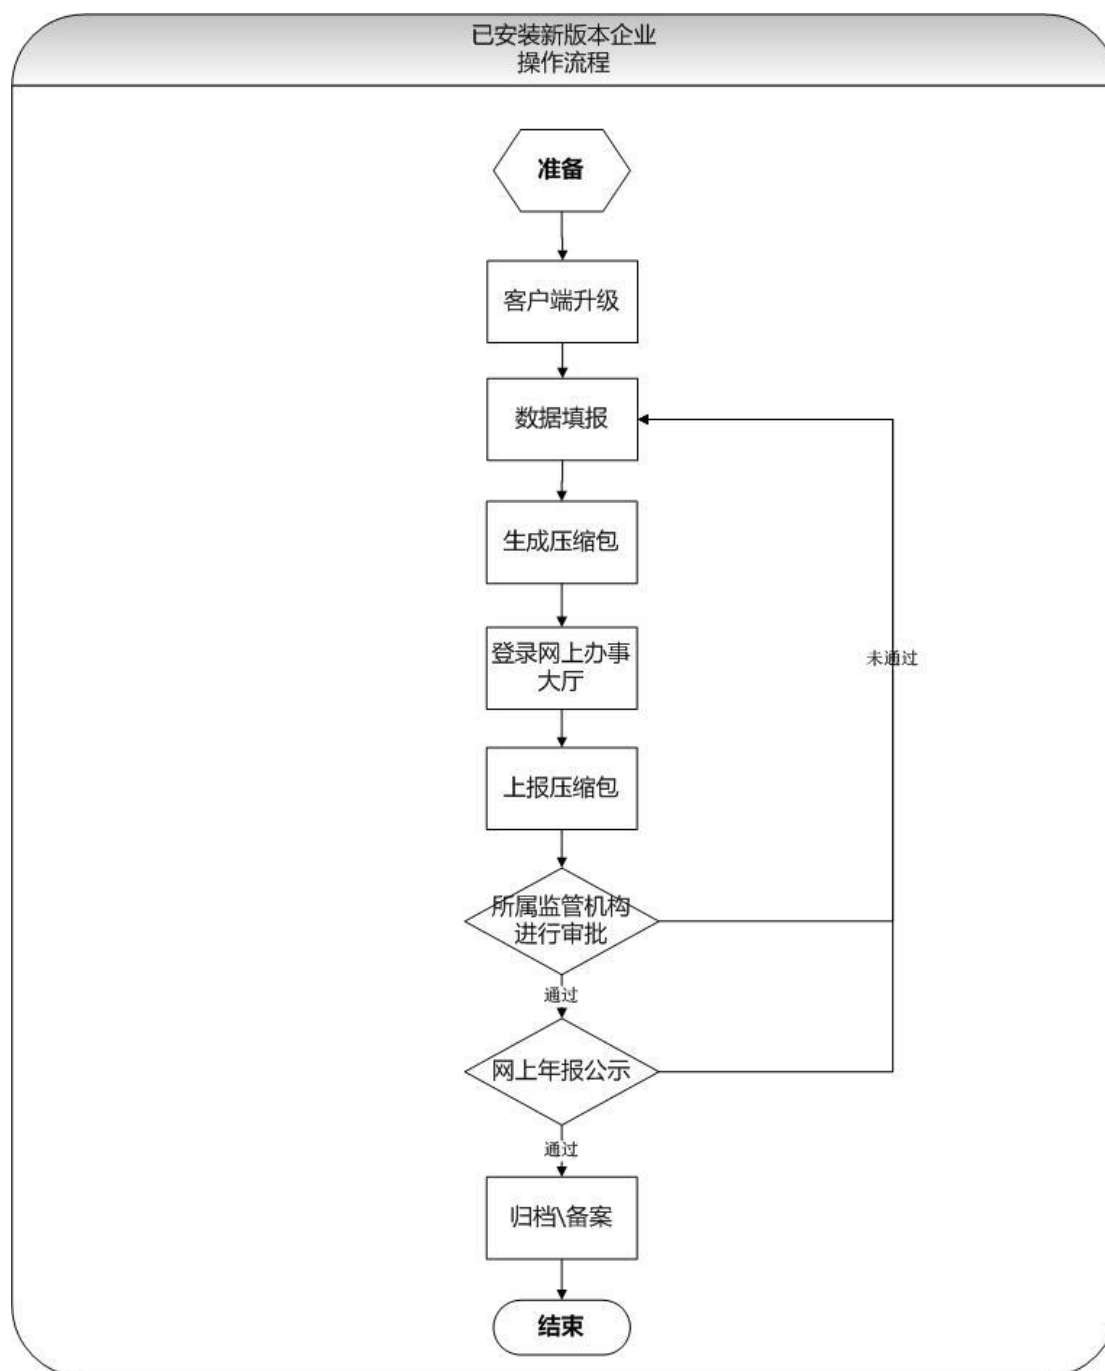 已安装新版本企业
操作流程
准备
客户端升级
数据填报
生成压缩包
登录网上办事
大厅
未通过
上报压缩包
所属监管机构
进行审批
通过
网上年报公示
通过
归档\备案
结束